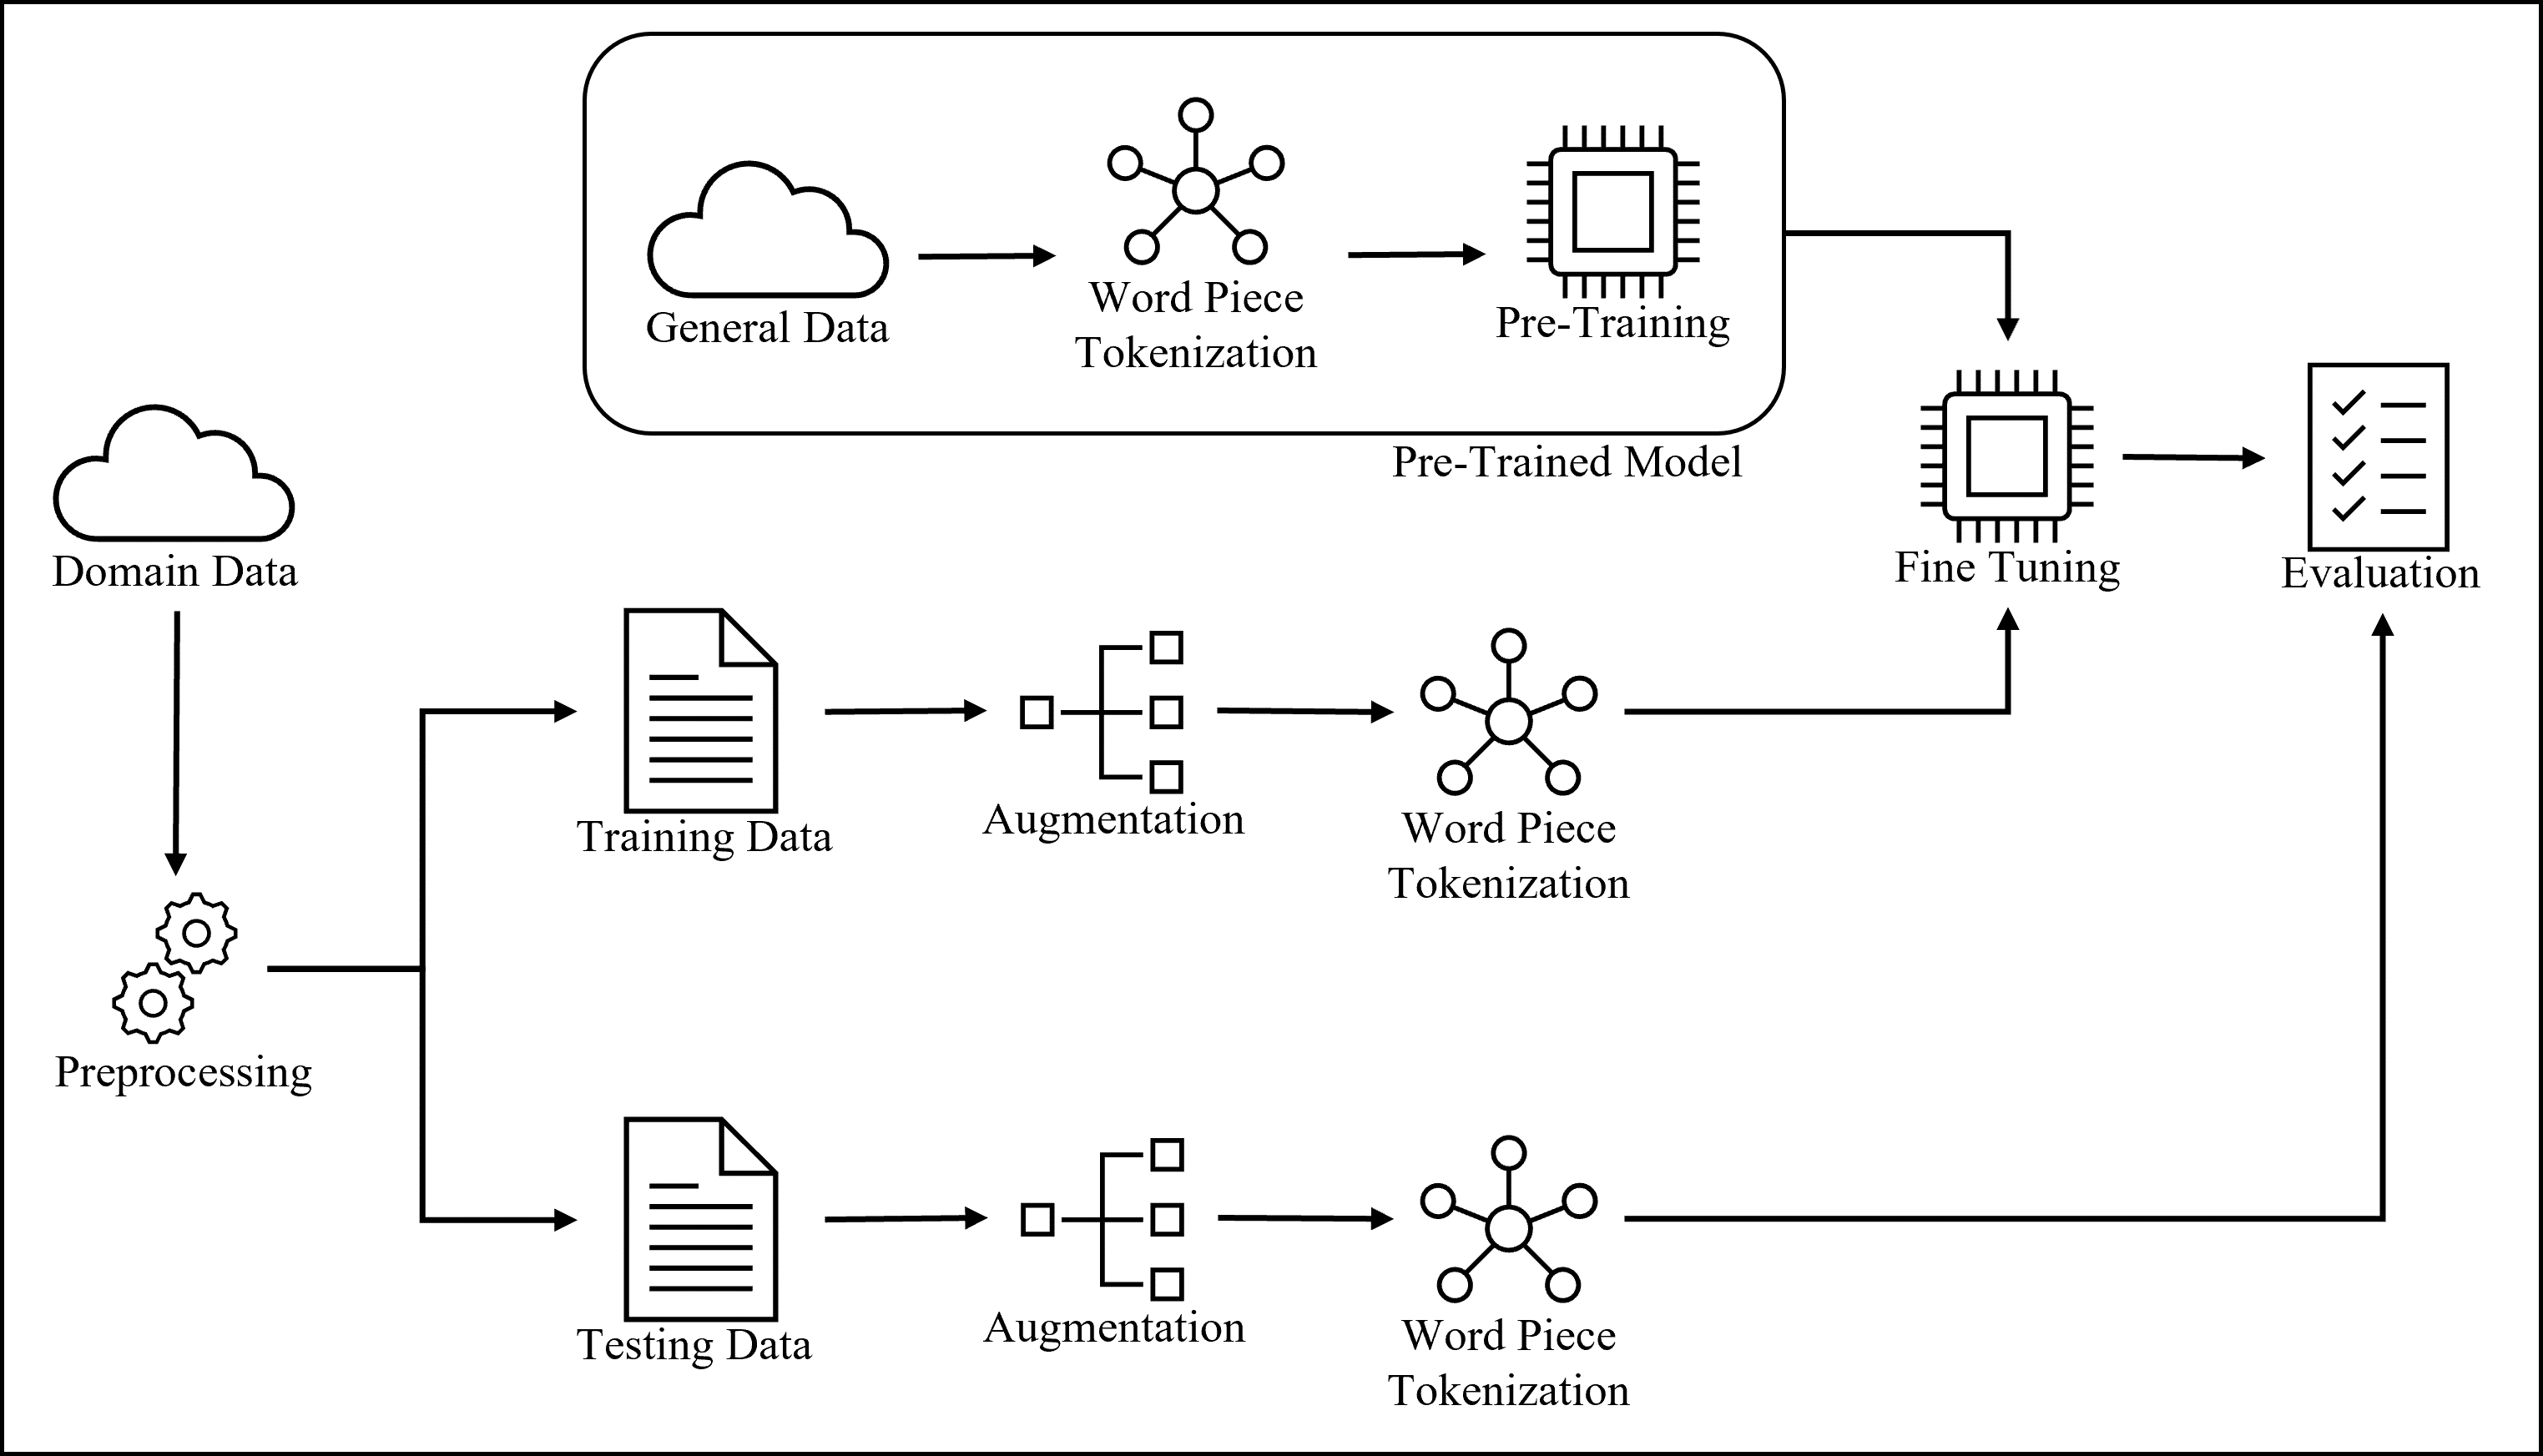 General Data
Word Piece
Tokenization
Pre-Training
Pre-Trained Model
Domain Data
Fine Tuning
Evaluation
Training Data
Augmentation
Word Piece
Tokenization
Preprocessing
Testing Data
Augmentation
Word Piece
Tokenization